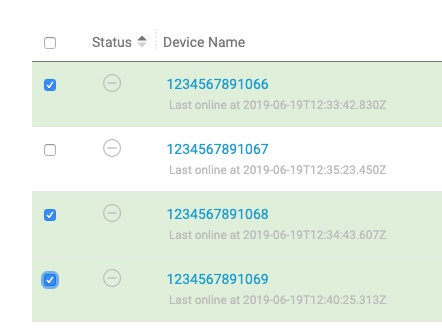 Status Device Name
1234567891066
Last online at 2019-06-19T12:33:42.830Z
1234567891067
Last online at 2019-06-19T12:35:23.450Z
1234567891068
Last online at 2019-06-19T12:34:43.607Z
1234567891069
Last online at 2019-06-19T12:40:25.313Z